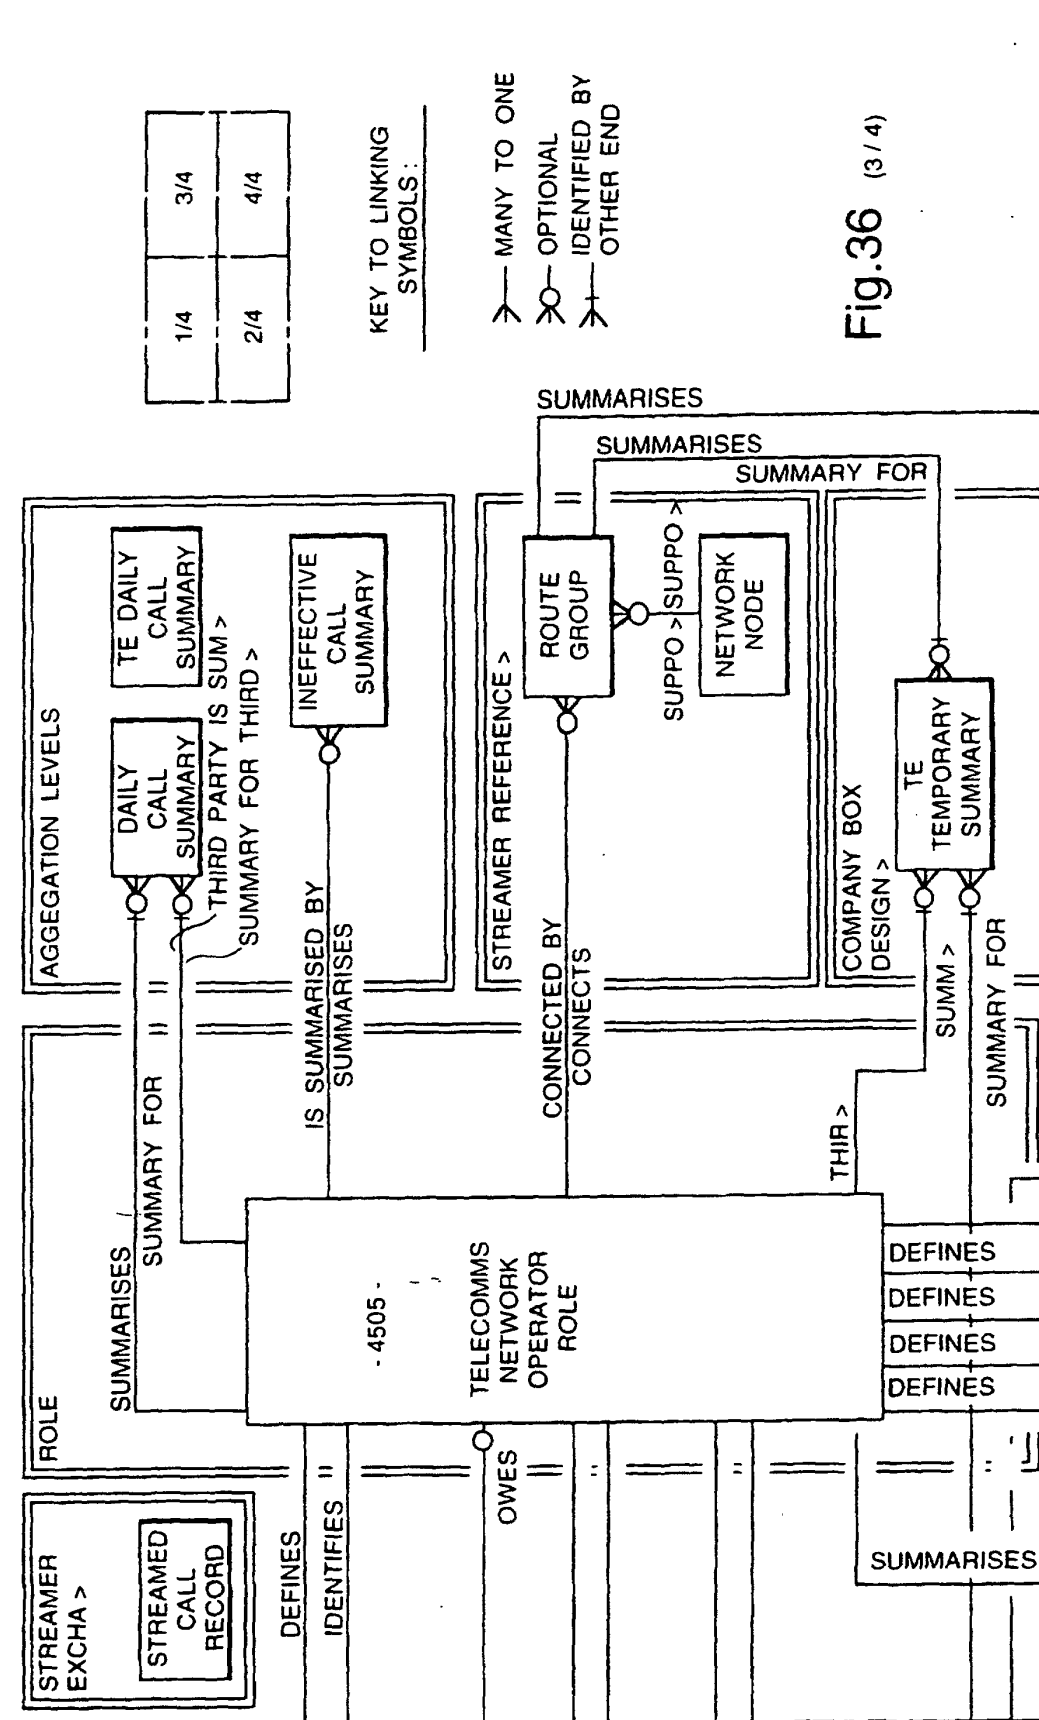 STREAMER
EXCHA >
STREAMED
CALL
RECORD
ROLE
SUMMARISES
SUMMARY FOR
AGGEGATION LEVELS
DAILY
CALL
SUMMARY
TE DAILY
CALL
SUMMARY
THIRD PARTY IS SUM >
SUMMARY FOR THIRD >
INEFFECTIVE
CALL
SUMMARY
IS SUMMARISED BY
SUMMARISES
DEFINES
IDENTIFIES
- 4505 -
TELECOMMS
NETWORK
OPERATOR
ROLE
OWES
STREAMER REFERENCE >
CONNECTED BY
CONNECTS
ROUTE
GROUP
SUPPO > SUPPO >
NETWORK
NODE
SUMMARISES
SUMMARISES
SUMMARY FOR
COMPANY BOX
DESIGN >
TE
TEMPORARY
SUMMARY
THIR >
SUMM >
SUMMARY FOR
DEFINES
DEFINES
DEFINES
DEFINES
SUMMARISES
1/4 3/4
2/4 4/4
KEY TO LINKING
SYMBOLS :
MANY TO ONE
OPTIONAL
IDENTIFIED BY
OTHER END
Fig.36 (3 / 4)